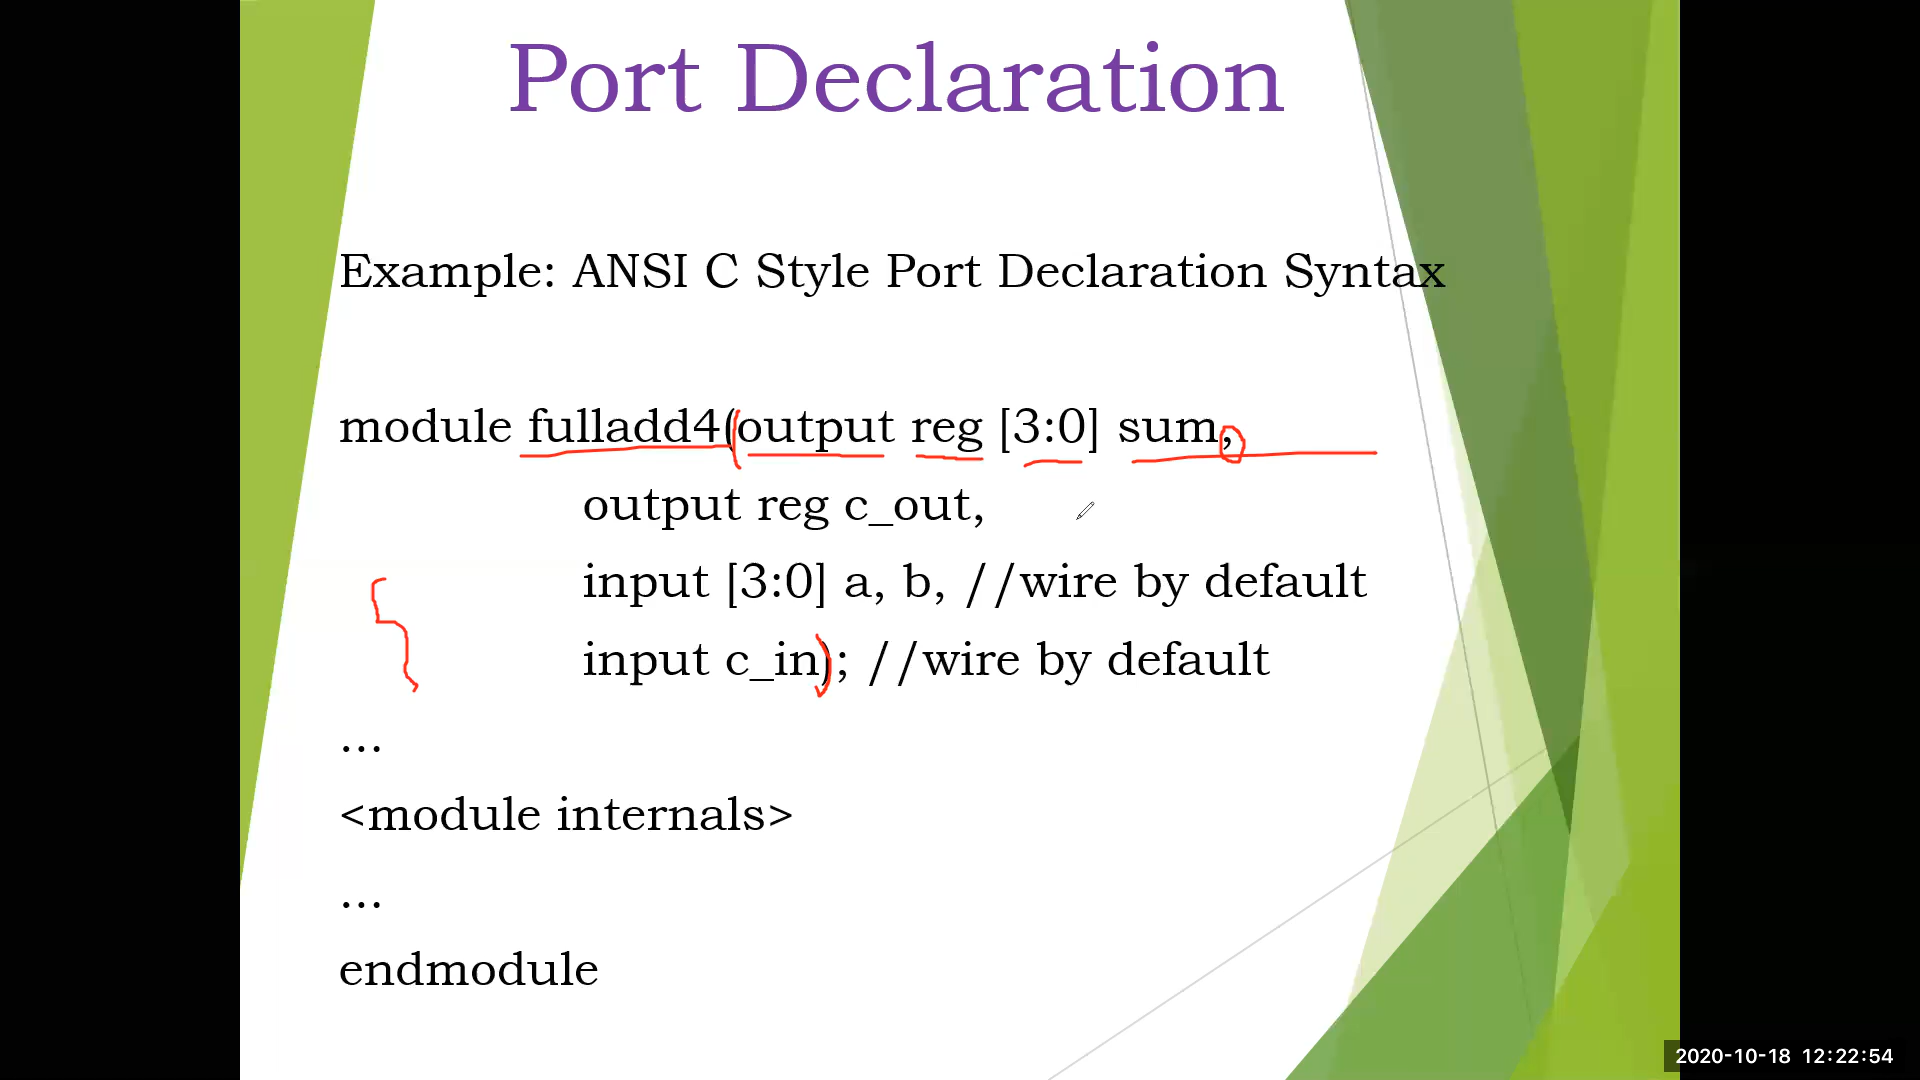 Port Declaration
Example: ANSI C Style Port Declaration Syntax
module fulladd4(output reg [3:0] sum,
output reg c_out,
input [3:0] a, b, //wire by default
input c_in); //wire by default
...
<module internals>
...
endmodule
2020-10-18 12:22:54